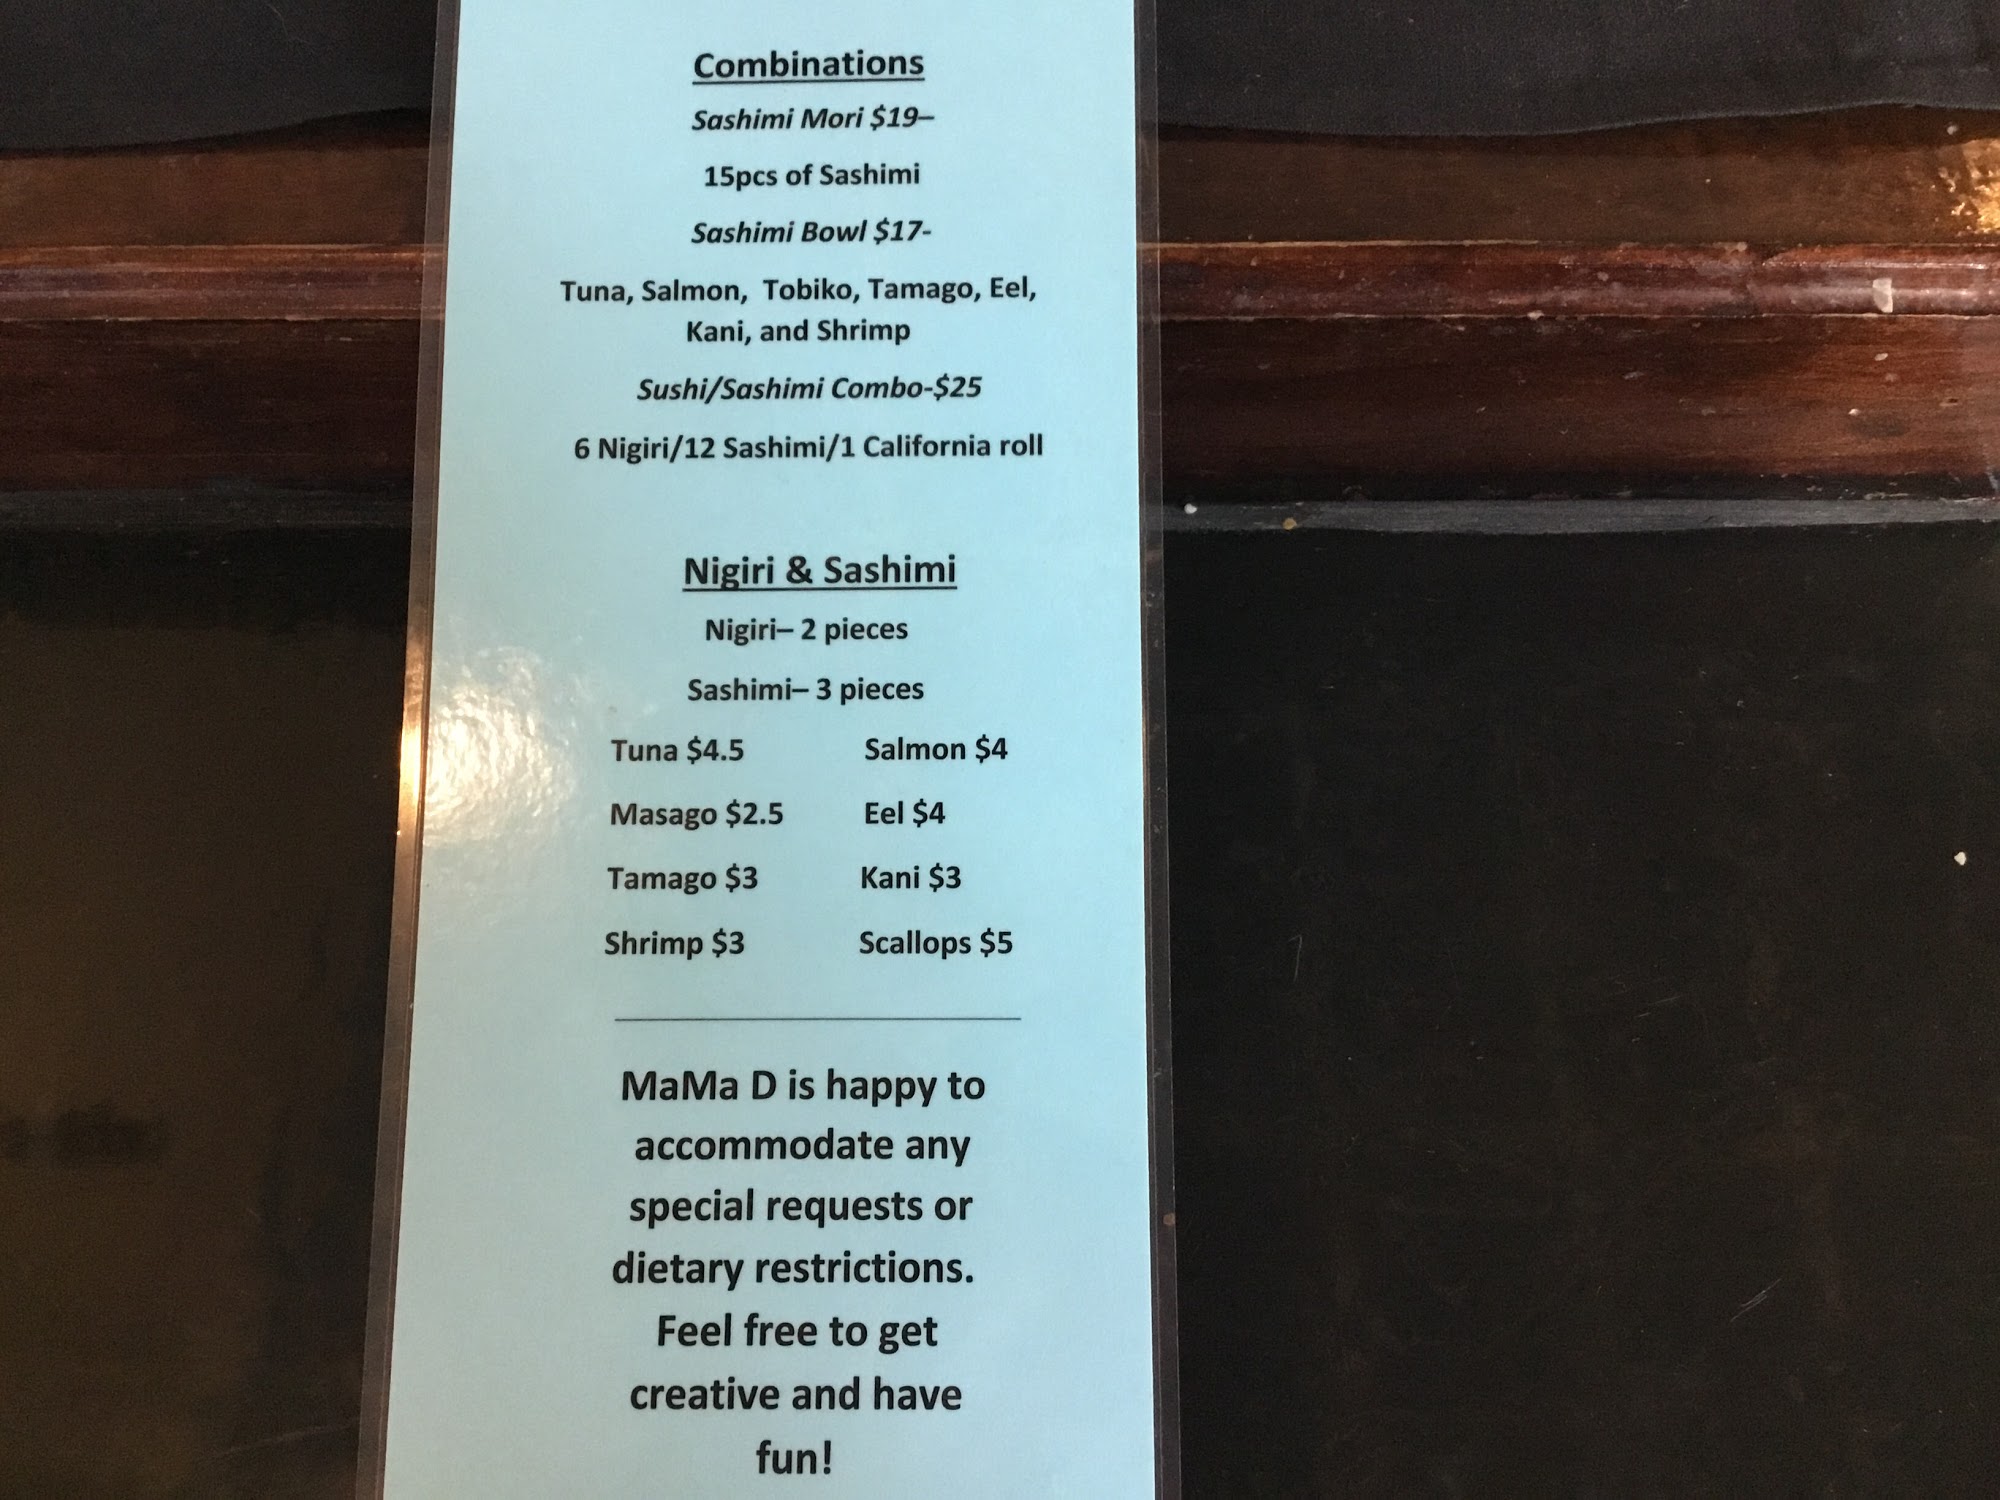 Combinations
Sashimi Mori $19–
15pcs of Sashimi
Sashimi Bowl $17-
Tuna, Salmon, Tobiko, Tamago, Eel,
Kani, and Shrimp
Sushi/Sashimi Combo-$25
6 Nigiri/12 Sashimi/1 California roll
Nigiri & Sashimi
Nigiri– 2 pieces
Sashimi– 3 pieces
Tuna $4.5 Salmon $4
Masago $2.5 Eel $4
Tamago $3 Kani $3
Shrimp $3 Scallops $5
MaMa D is happy to
accommodate any
special requests or
dietary restrictions.
Feel free to get
creative and have
fun!